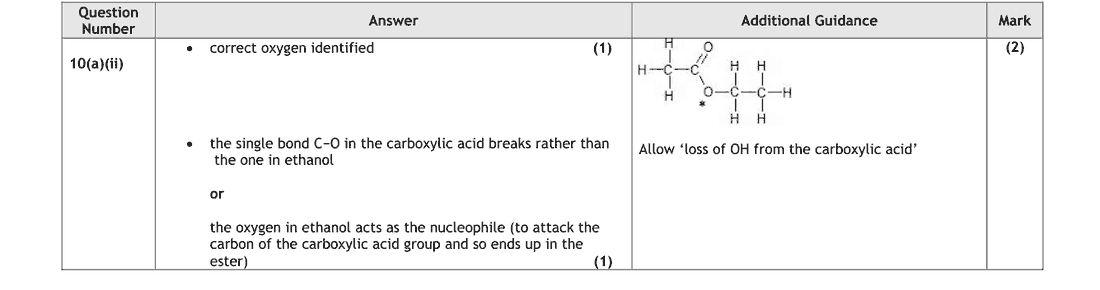 Question Number Answer Additional Guidance Mark
10(a)(ii)
• correct oxygen identified (1)
(2)
H O
H—C—C H H
H O—C—C—H
*
H H
• the single bond C–O in the carboxylic acid breaks rather than
the one in ethanol
Allow ‘loss of OH from the carboxylic acid’
or
the oxygen in ethanol acts as the nucleophile (to attack the
carbon of the carboxylic acid group and so ends up in the
ester) (1)